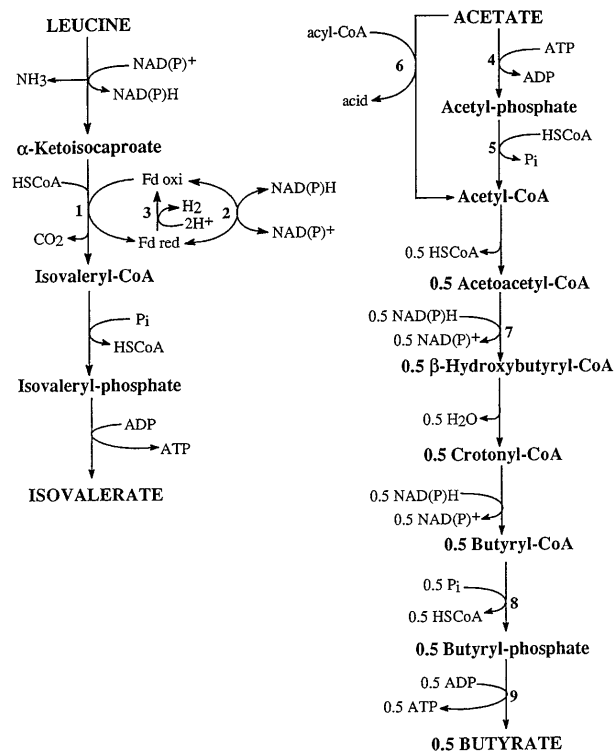 LEUCINE
NAD(P)+
NH3
NAD(P)H
α-Ketoisocaproate
HSCoA
Fd oxi
NAD(P)H
1
3
H2
2H+
2
CO2
Fd red
NAD(P)+
Isovaleryl-CoA
Pi
HSCoA
Isovaleryl-phosphate
ADP
ATP
ISOVALERATE
ACETATE
acyl-CoA
6
acid
4
ATP
ADP
Acetyl-phosphate
5
HSCoA
Pi
Acetyl-CoA
0.5 HSCoA
0.5 Acetoacetyl-CoA
0.5 NAD(P)H
0.5 NAD(P)+
7
0.5 β-Hydroxybutyryl-CoA
0.5 H2O
0.5 Crotonyl-CoA
0.5 NAD(P)H
0.5 NAD(P)+
0.5 Butyryl-CoA
0.5 Pi
0.5 HSCoA
8
0.5 Butyryl-phosphate
0.5 ADP
0.5 ATP
9
0.5 BUTYRATE